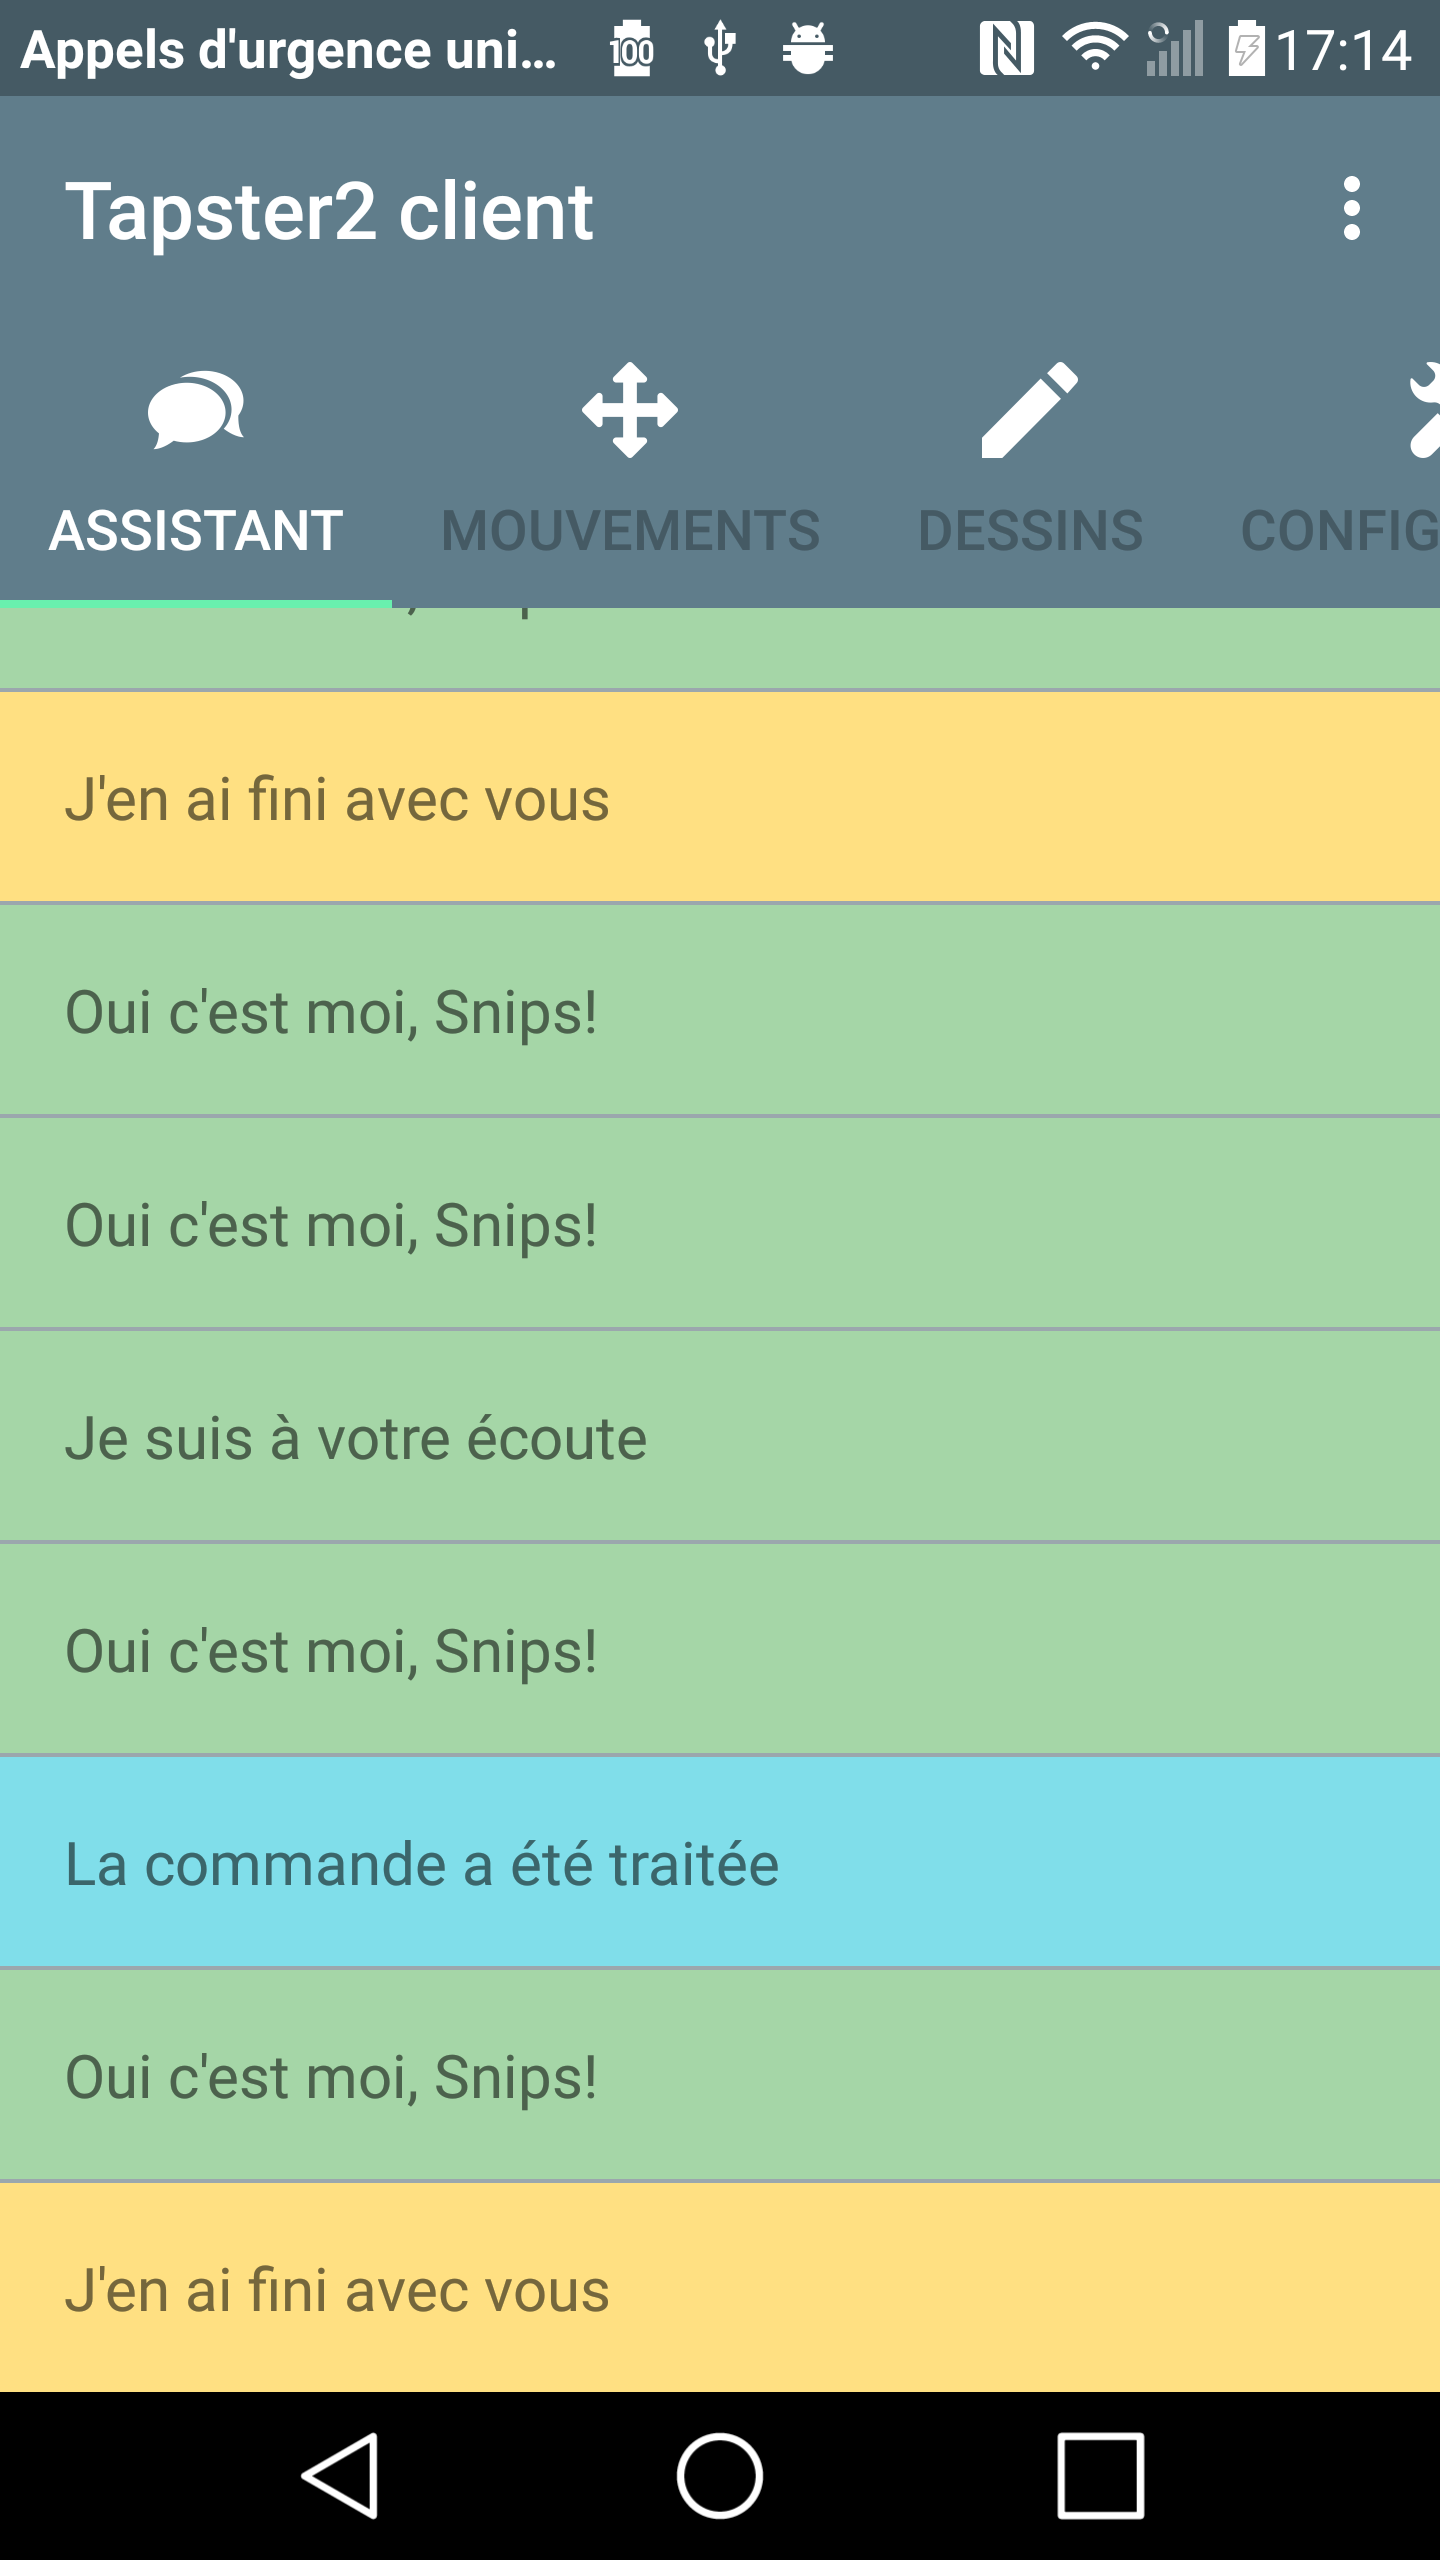 Appels d'urgence uni... 100 17:14
Tapster2 client
ASSISTANT MOUVEMENTS DESSINS CONFIG
J'en ai fini avec vous
Oui c'est moi, Snips!
Oui c'est moi, Snips!
Je suis à votre écoute
Oui c'est moi, Snips!
La commande a été traitée
Oui c'est moi, Snips!
J'en ai fini avec vous